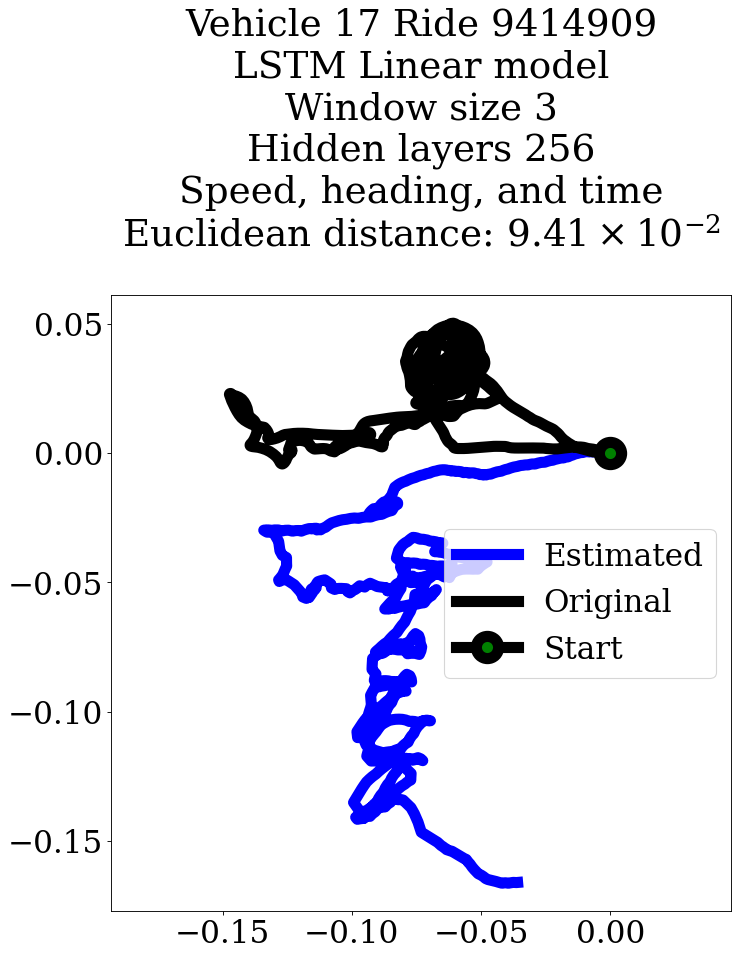 Vehicle 17 Ride 9414909
LSTM Linear model
Window size 3
Hidden layers 256
Speed, heading, and time
Euclidean distance: 9.41 × 10⁻²
0.05
0.00
−0.05
−0.10
−0.15
Estimated
Original
Start
−0.15 −0.10 −0.05 0.00